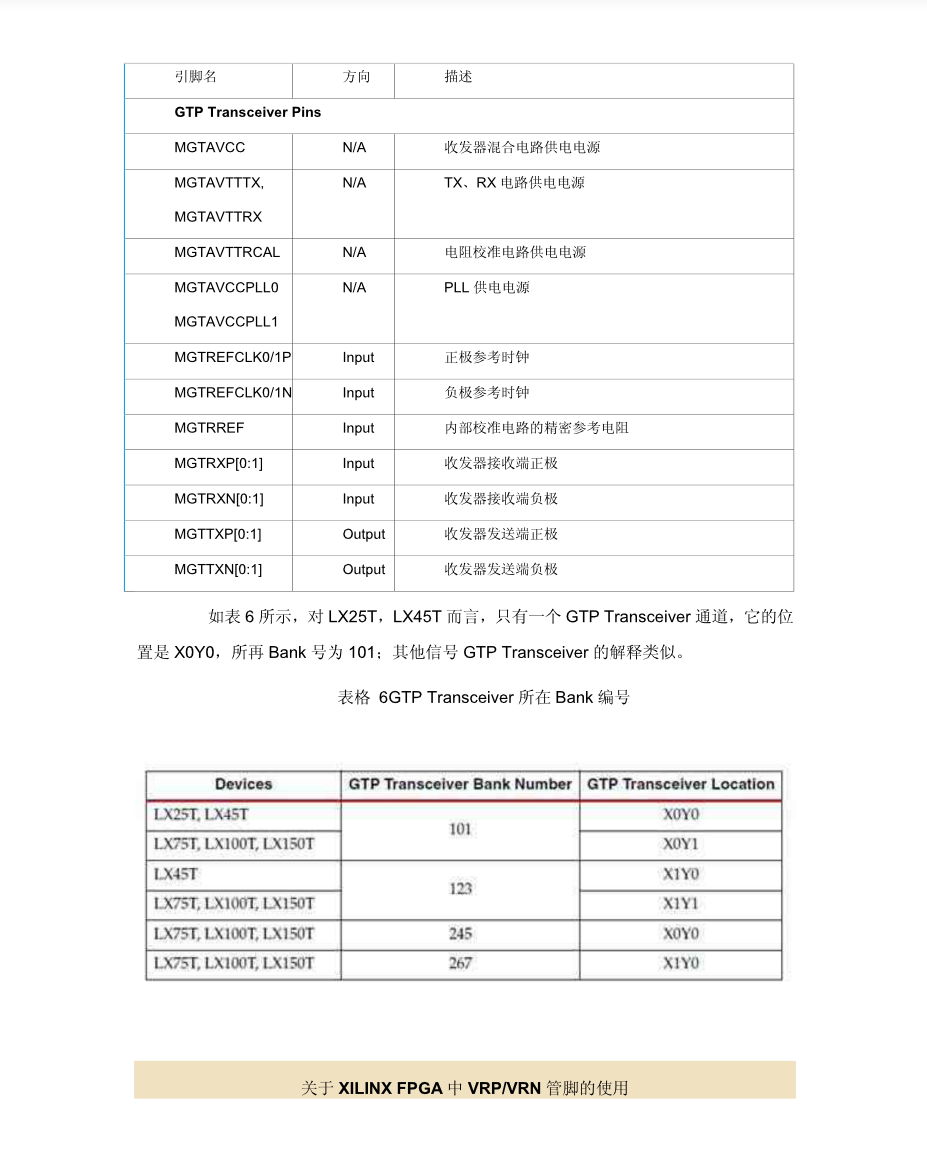 引脚名 方向 描述
GTP Transceiver Pins
MGTAVCC N/A 收发器混合电路供电电源
MGTAVTTTX, N/A TX、RX 电路供电电源
MGTAVTTRX
MGTAVTTRCAL N/A 电阻校准电路供电电源
MGTAVCCPLL0 N/A PLL 供电电源
MGTAVCCPLL1
MGTREFCLK0/1P Input 正极参考时钟
MGTREFCLK0/1N Input 负极参考时钟
MGTRREF Input 内部校准电路的精密参考电阻
MGTRXP[0:1] Input 收发器接收端正极
MGTRXN[0:1] Input 收发器接收端负极
MGTTXP[0:1] Output 收发器发送端正极
MGTTXN[0:1] Output 收发器发送端负极
如表 6 所示，对 LX25T，LX45T 而言，只有一个 GTP Transceiver 通道，它的位
置是 X0Y0，所再 Bank 号为 101；其他信号 GTP Transceiver 的解释类似。
表格 6GTP Transceiver 所在 Bank 编号
Devices GTP Transceiver Bank Number GTP Transceiver Location
LX25T, LX45T 101 X0Y0
LX75T, LX100T, LX150T X0Y1
LX45T 123 X1Y0
LX75T, LX100T, LX150T X1Y1
LX75T, LX100T, LX150T 245 X0Y0
LX75T, LX100T, LX150T 267 X1Y0
关于 XILINX FPGA 中 VRP/VRN 管脚的使用